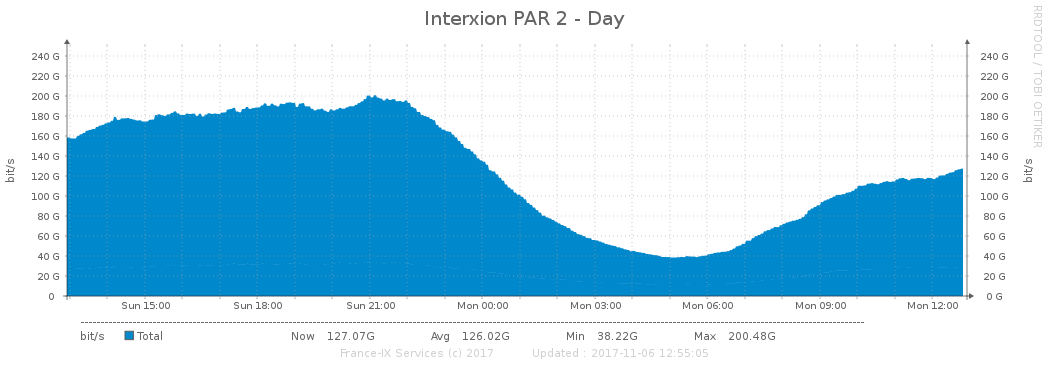 Interxion PAR 2 - Day
RRDTOOL / TOBI OETIKER
bit/s
240 G 240 G
220 G 220 G
200 G 200 G
180 G 180 G
160 G 160 G
140 G 140 G
120 G 120 G
100 G 100 G
80 G 80 G
60 G 60 G
40 G 40 G
20 G 20 G
0 0 G
bit/s
Sun 15:00 Sun 18:00 Sun 21:00 Mon 00:00 Mon 03:00 Mon 06:00 Mon 09:00 Mon 12:00
bit/s Total Now 127.07G Avg 126.02G Min 38.22G Max 200.48G
France-IX Services (c) 2017 Updated : 2017-11-06 12:55:05